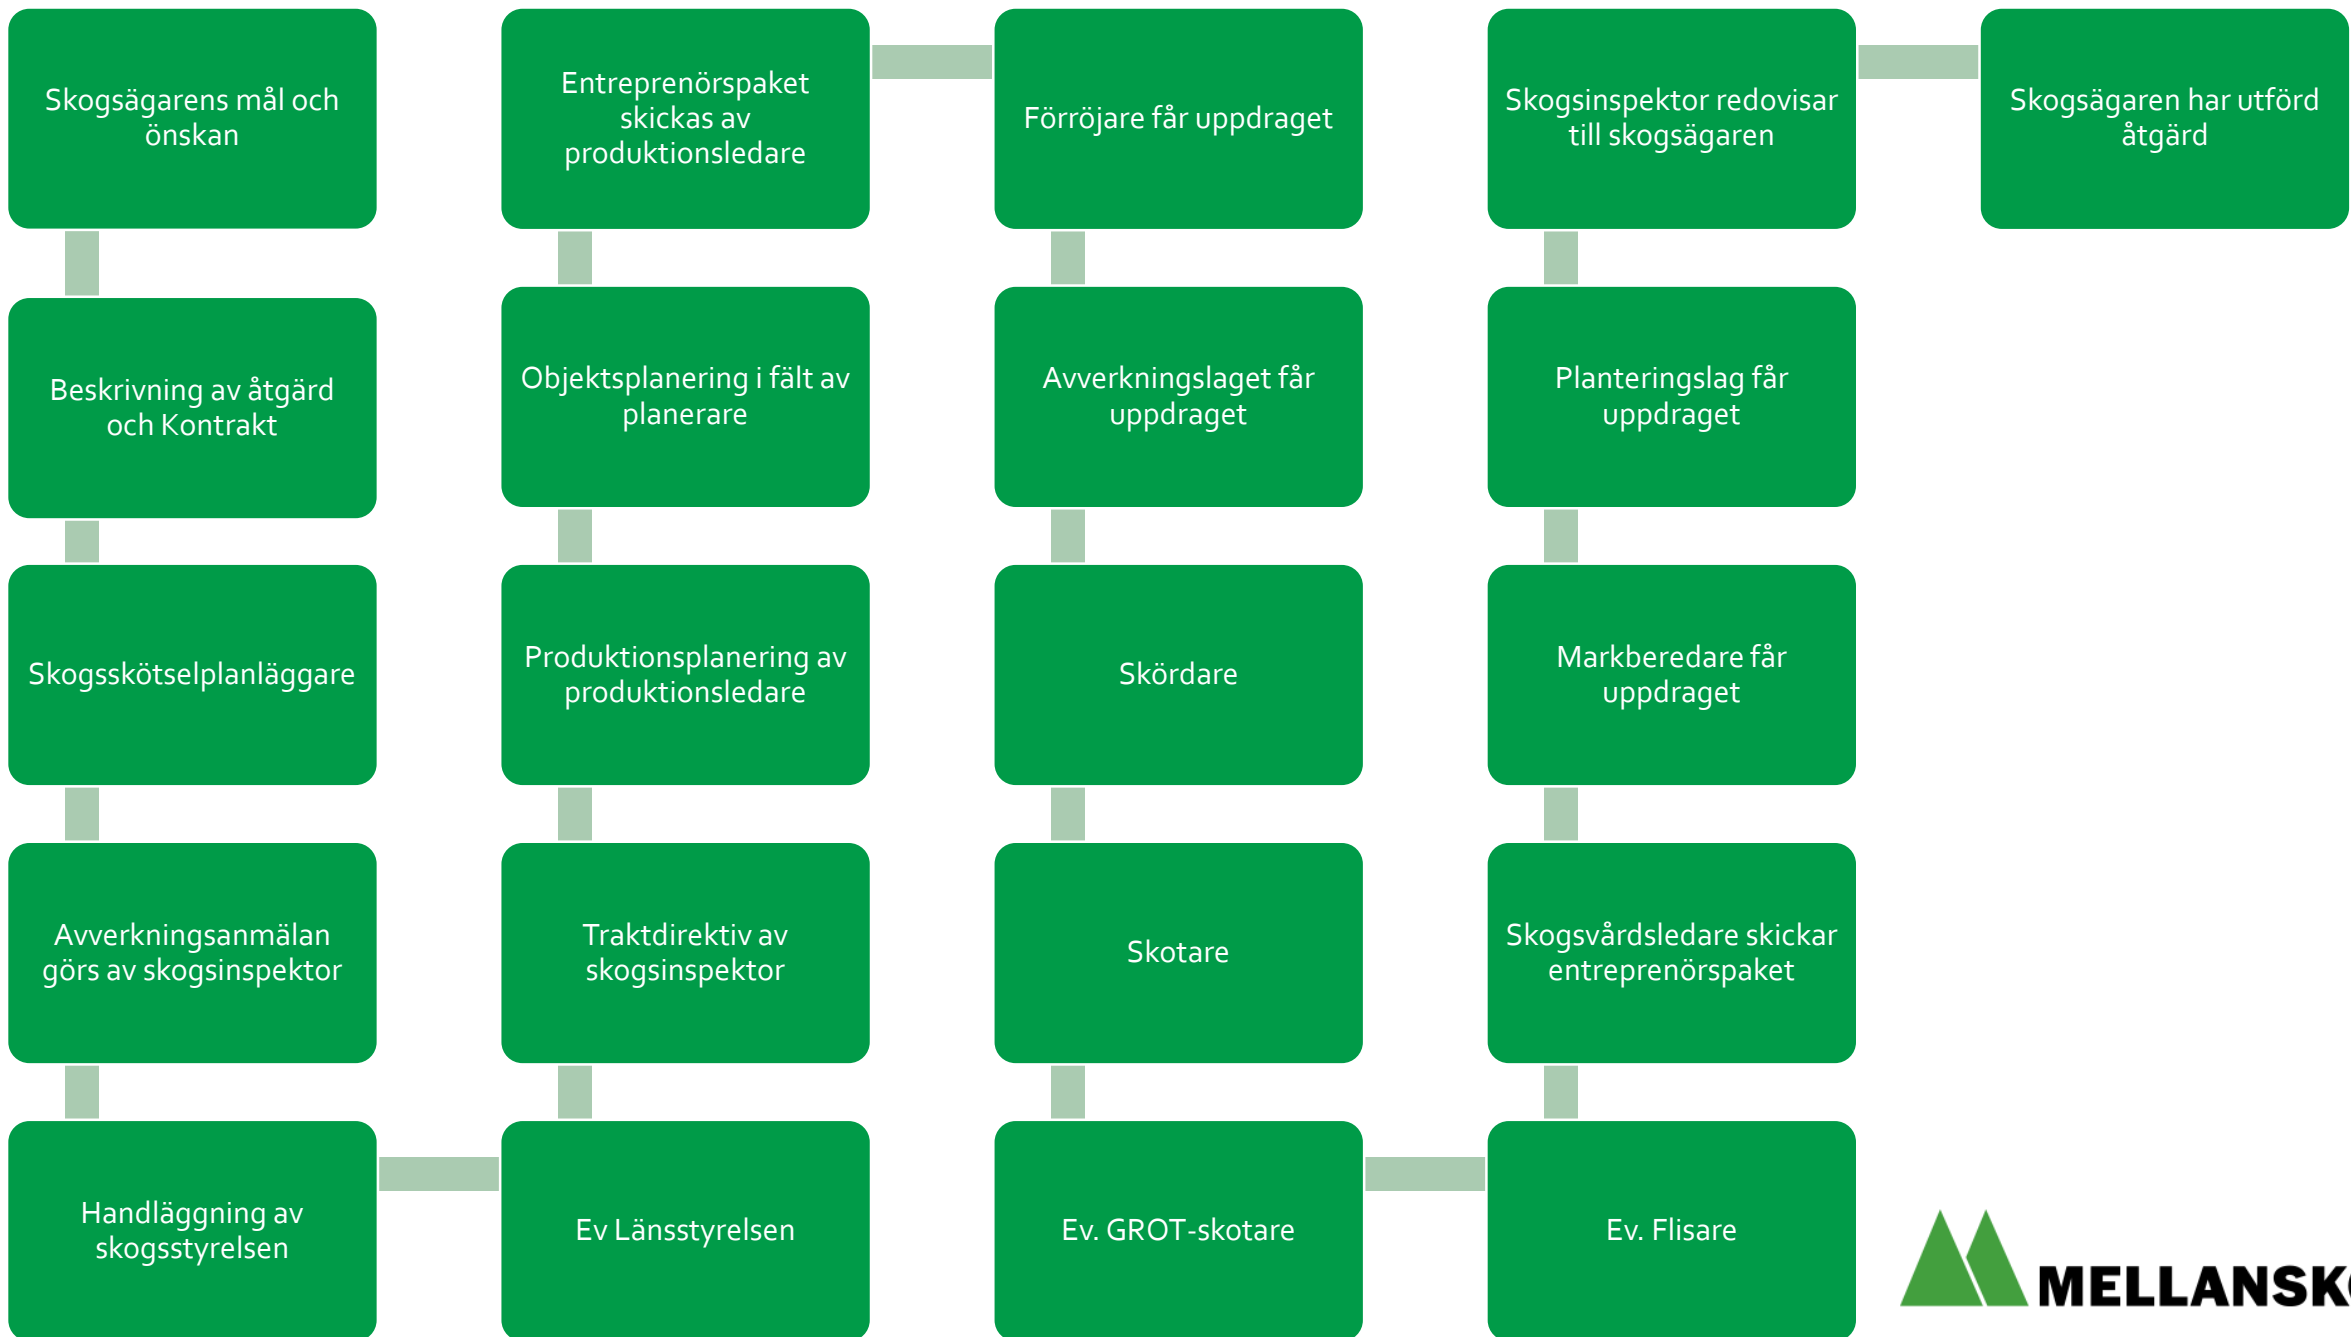 Skogsägarens mål och
önskan
Beskrivning av åtgärd
och Kontrakt
Skogsskötselplanläggare
Avverkningsanmälan
görs av skogsinspektor
Handläggning av
skogsstyrelsen
Ev Länsstyrelsen
Traktdirektiv av
skogsinspektor
Produktionsplanering av
produktionsledare
Objektsplanering i fält av
planerare
Entreprenörspaket
skickas av
produktionsledare
Förröjare får uppdraget
Avverkningslaget får
uppdraget
Skördare
Skotare
Ev. GROT-skotare
Ev. Flisare
Skogsvårdsledare skickar
entreprenörspaket
Markberedare får
uppdraget
Planteringslag får
uppdraget
Skogsinspektor redovisar
till skogsägaren
Skogsägaren har utförd
åtgärd
MELLANSK